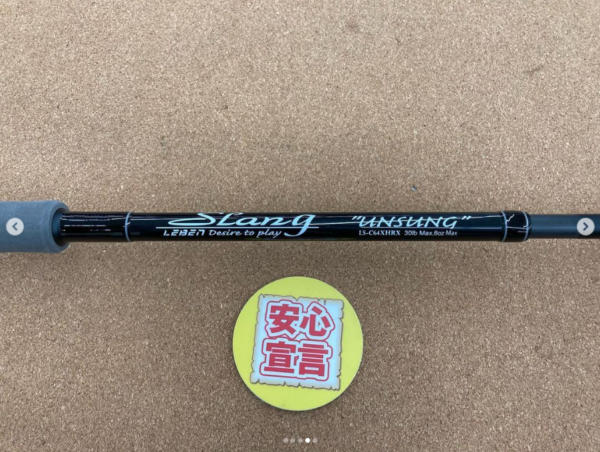 Slang "UNSUNG"
LEBEN Desire to play LS-C64XHRX 30lb Max.8oz Max
安心
宣言